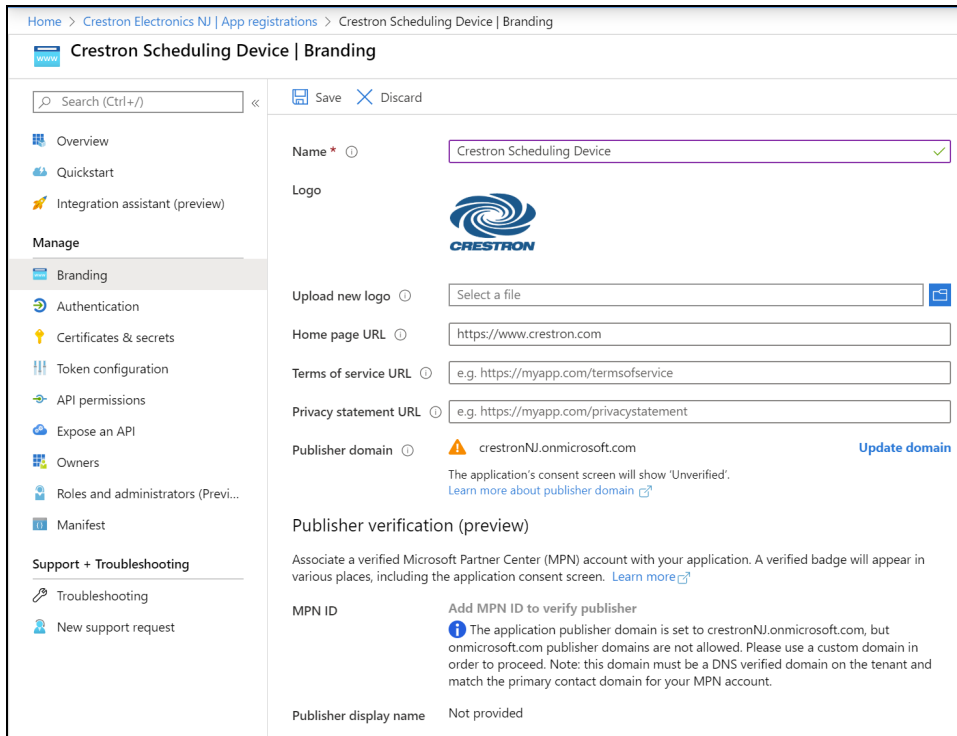 Home > Crestron Electronics NJ | App registrations > Crestron Scheduling Device | Branding
www
Crestron Scheduling Device | Branding
Search (Ctrl+/)
«
Overview
Quickstart
Integration assistant (preview)
Manage
Branding
Authentication
Certificates & secrets
Token configuration
API permissions
Expose an API
Owners
Roles and administrators (Previ...
Manifest
Support + Troubleshooting
Troubleshooting
New support request
Save Discard
Name *
Crestron Scheduling Device
Logo
CRESTRON
Upload new logo
Select a file
Home page URL
https://www.crestron.com
Terms of service URL
e.g. https://myapp.com/termsofservice
Privacy statement URL
e.g. https://myapp.com/privacystatement
Publisher domain
crestronNJ.onmicrosoft.com
Update domain
The application's consent screen will show 'Unverified'.
Learn more about publisher domain
Publisher verification (preview)
Associate a verified Microsoft Partner Center (MPN) account with your application. A verified badge will appear in
various places, including the application consent screen. Learn more
MPN ID
Add MPN ID to verify publisher
The application publisher domain is set to crestronNJ.onmicrosoft.com, but
onmicrosoft.com publisher domains are not allowed. Please use a custom domain in
order to proceed. Note: this domain must be a DNS verified domain on the tenant and
match the primary contact domain for your MPN account.
Publisher display name
Not provided